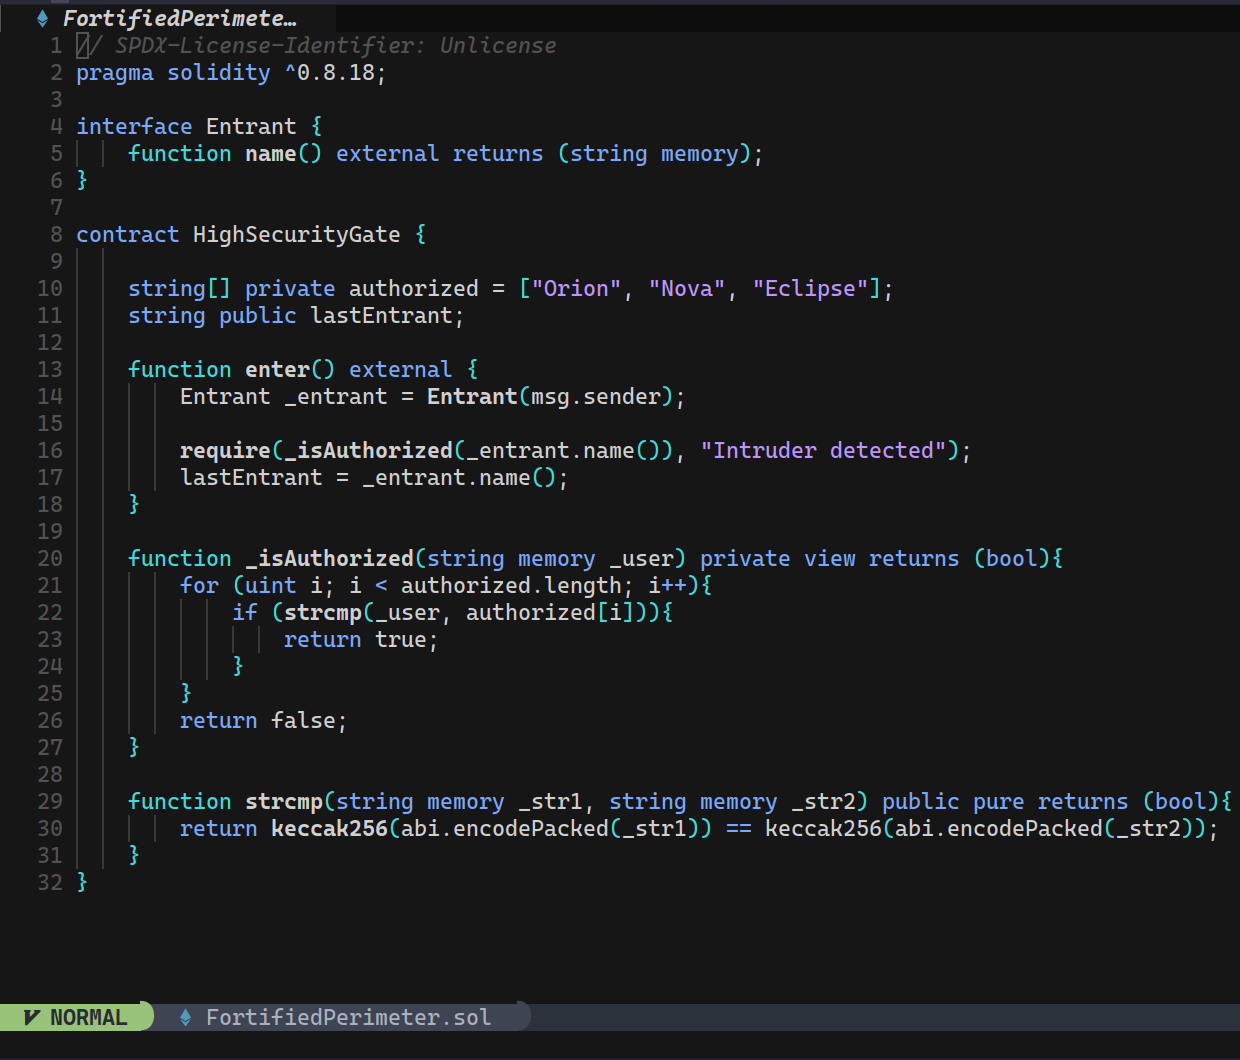 FortifiedPerimete…
1 // SPDX-License-Identifier: Unlicense
2 pragma solidity ^0.8.18;
3
4 interface Entrant {
5     function name() external returns (string memory);
6 }
7
8 contract HighSecurityGate {
9
10     string[] private authorized = ["Orion", "Nova", "Eclipse"];
11     string public lastEntrant;
12
13     function enter() external {
14         Entrant _entrant = Entrant(msg.sender);
15
16         require(_isAuthorized(_entrant.name()), "Intruder detected");
17         lastEntrant = _entrant.name();
18     }
19
20     function _isAuthorized(string memory _user) private view returns (bool){
21         for (uint i; i < authorized.length; i++){
22             if (strcmp(_user, authorized[i])){
23                 return true;
24             }
25         }
26         return false;
27     }
28
29     function strcmp(string memory _str1, string memory _str2) public pure returns (bool){
30         return keccak256(abi.encodePacked(_str1)) == keccak256(abi.encodePacked(_str2));
31     }
32 }
NORMAL FortifiedPerimeter.sol